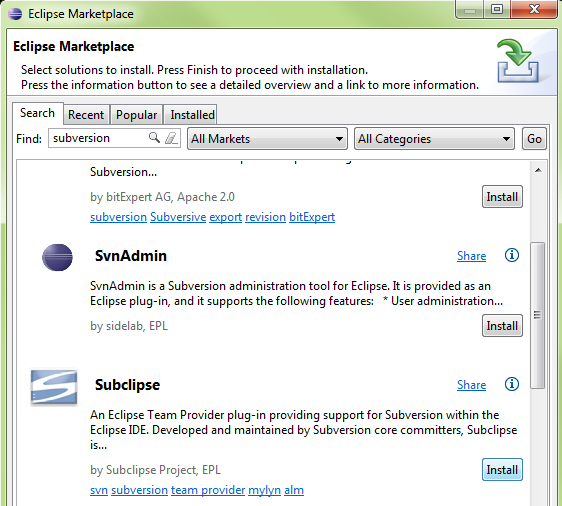 Eclipse Marketplace
Eclipse Marketplace
Select solutions to install. Press Finish to proceed with installation.
Press the information button to see a detailed overview and a link to more information.
Search Recent Popular Installed
Find: subversion All Markets All Categories Go
Subversion...
by bitExpert AG, Apache 2.0 Install
subversion Subversive export revision bitExpert
SvnAdmin Share
SvnAdmin is a Subversion administration tool for Eclipse. It is provided as an
Eclipse plug-in, and it supports the following features: * User administration...
by sidelab, EPL Install
Subclipse Share
An Eclipse Team Provider plug-in providing support for Subversion within the
Eclipse IDE. Developed and maintained by Subversion core committers, Subclipse
is...
by Subclipse Project, EPL Install
svn subversion team provider mylyn alm